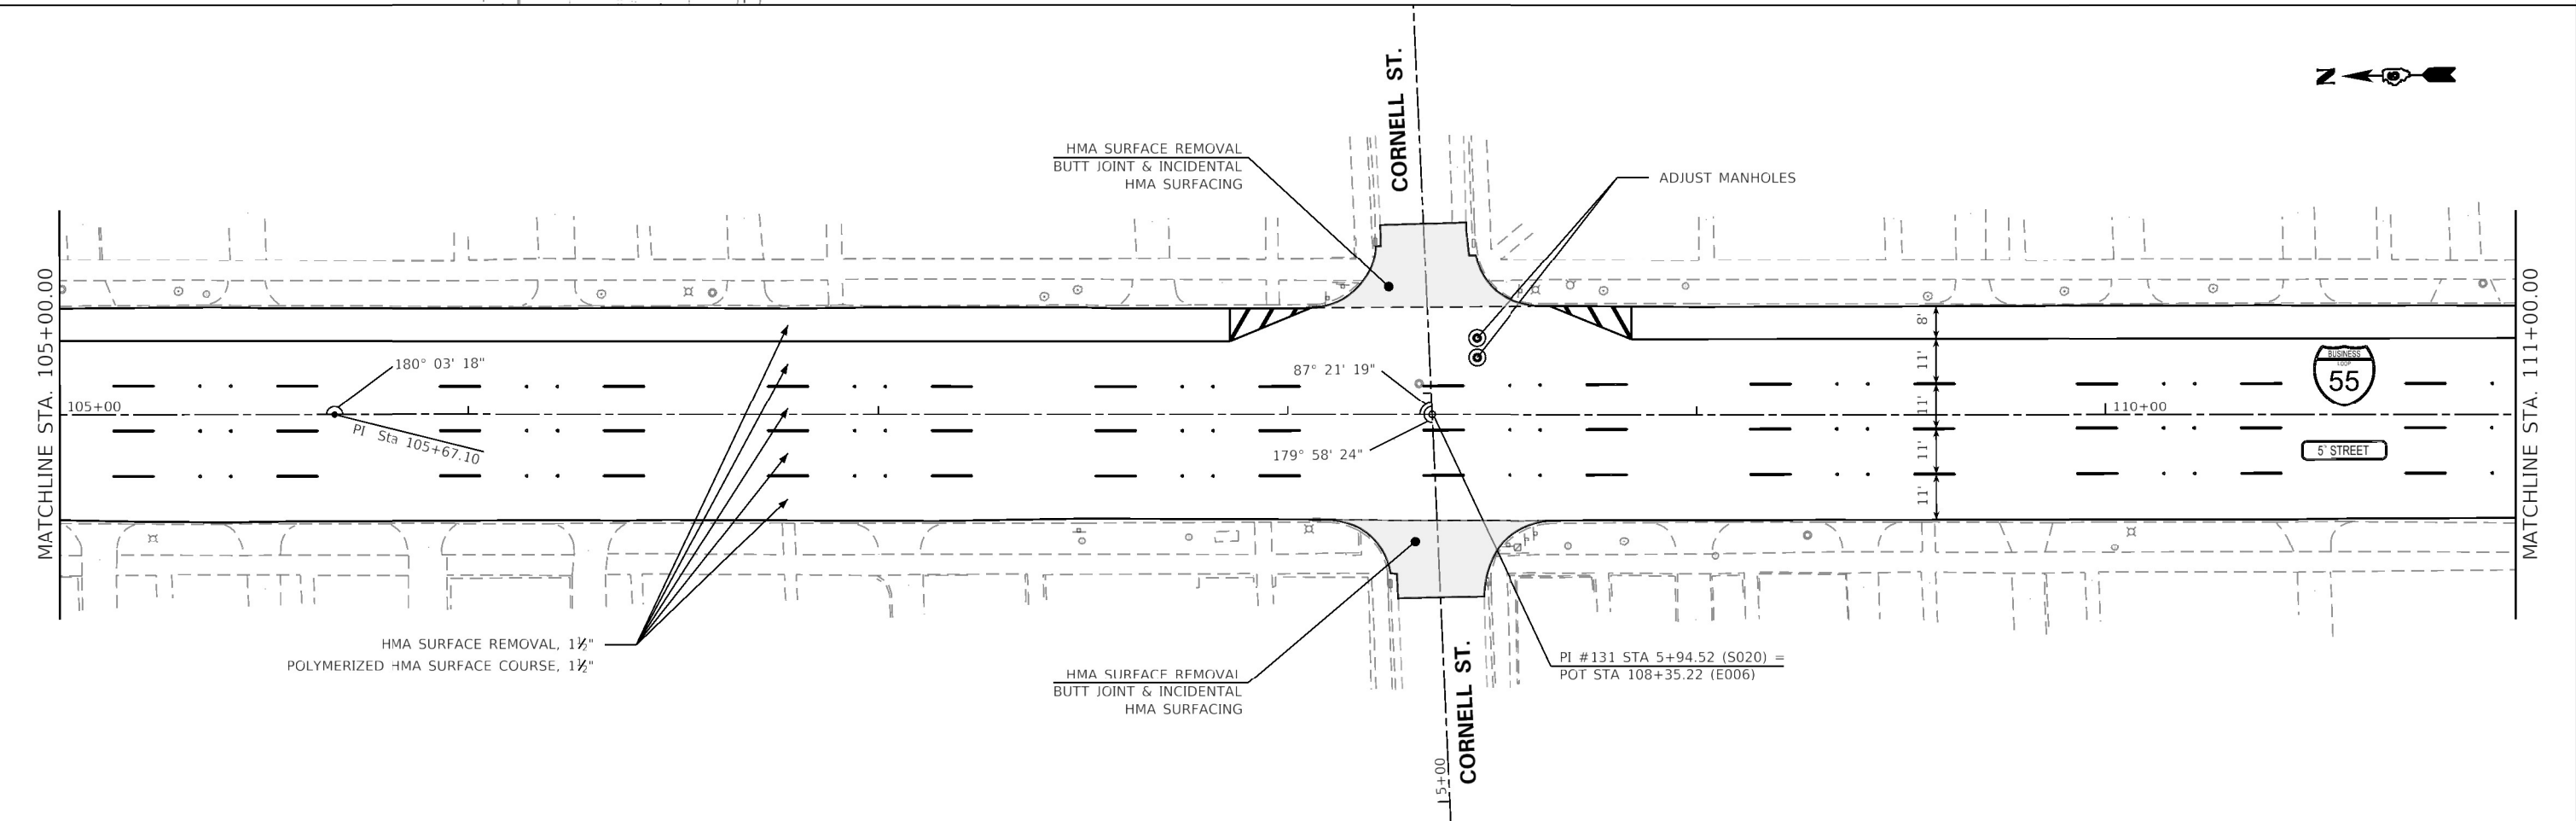 CORNELL ST.
N
HMA SURFACE REMOVAL
BUTT JOINT & INCIDENTAL
HMA SURFACING
ADJUST MANHOLES
MATCHLINE STA. 105+00.00
MATCHLINE STA. 111+00.00
8'
11'
11'
11'
11'
180° 03' 18"
87° 21' 19"
BUSINESS
LOOP
55
105+00
110+00
PI Sta 105+67.10
179° 58' 24"
5" STREET
HMA SURFACE REMOVAL, 1½"
POLYMERIZED HMA SURFACE COURSE, 1½"
HMA SURFACE REMOVAL
BUTT JOINT & INCIDENTAL
HMA SURFACING
PI #131 STA 5+94.52 (S020) =
POT STA 108+35.22 (E006)
CORNELL ST.
5+00